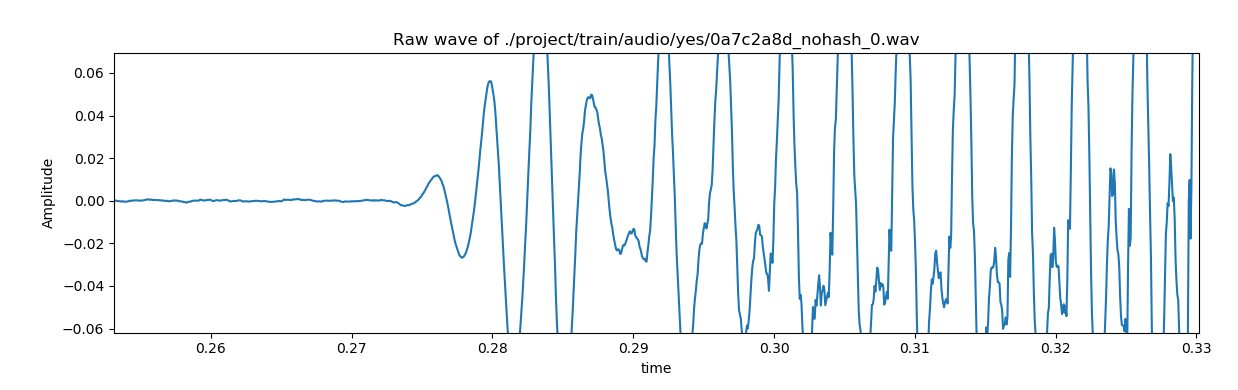 Raw wave of ./project/train/audio/yes/0a7c2a8d_nohash_0.wav
Amplitude
0.06
0.04
0.02
0.00
−0.02
−0.04
−0.06
0.26 0.27 0.28 0.29 0.30 0.31 0.32 0.33
time